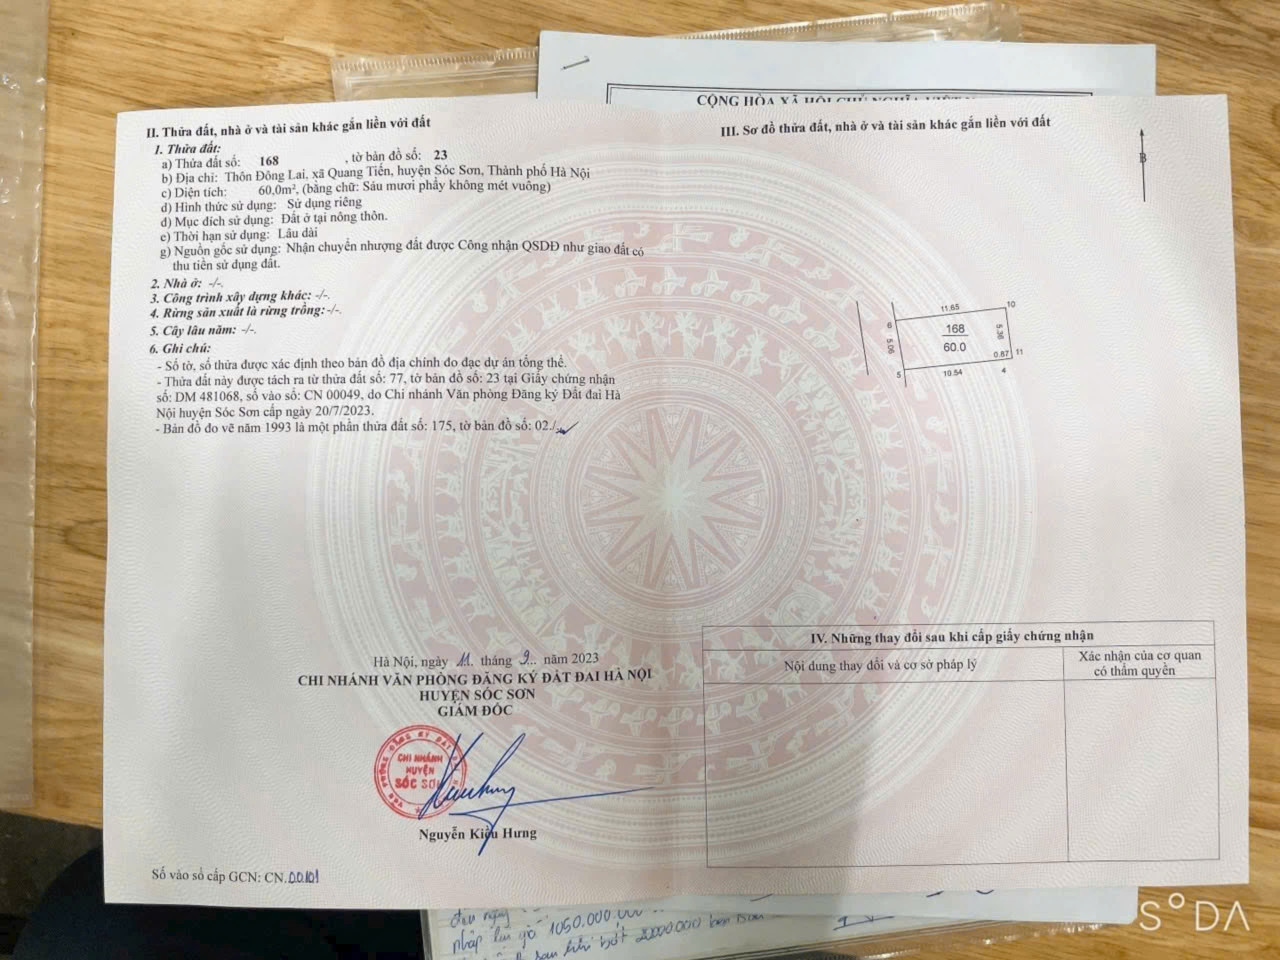 CỘNG HÒA XÃ HỘI CHỦ NGHĨA VIỆT
II. Thửa đất, nhà ở và tài sản khác gắn liền với đất
1. Thửa đất:
a) Thửa đất số: 168 , tờ bản đồ số: 23
b) Địa chỉ: Thôn Đông Lai, xã Quang Tiến, huyện Sóc Sơn, Thành phố Hà Nội
c) Diện tích: 60,0m², (bằng chữ: Sáu mươi phẩy không mét vuông)
d) Hình thức sử dụng: Sử dụng riêng
đ) Mục đích sử dụng: Đất ở tại nông thôn.
e) Thời hạn sử dụng: Lâu dài
g) Nguồn gốc sử dụng: Nhận chuyển nhượng đất được Công nhận QSDĐ như giao đất có
thu tiền sử dụng đất.
2. Nhà ở: -/-.
3. Công trình xây dựng khác: -/-.
4. Rừng sản xuất là rừng trồng: -/-.
5. Cây lâu năm: -/-.
6. Ghi chú:
- Số tờ, số thửa được xác định theo bản đồ địa chính đo đạc dự án tổng thể.
- Thửa đất này được tách ra từ thửa đất số: 77, tờ bản đồ số: 23 tại Giấy chứng nhận
số: DM 481068, số vào sổ: CN 00049, do Chi nhánh Văn phòng Đăng ký Đất đai Hà
Nội huyện Sóc Sơn cấp ngày 20/7/2023.
- Bản đồ đo vẽ năm 1993 là một phần thửa đất số: 175, tờ bản đồ số: 02./.
Hà Nội, ngày 11 tháng 9.. năm 2023
CHI NHÁNH VĂN PHÒNG ĐĂNG KÝ ĐẤT ĐAI HÀ NỘI
HUYỆN SÓC SƠN
GIÁM ĐỐC
CHI NHÁNH
HUYỆN
SÓC SƠN
Nguyễn Kiều Hưng
Số vào sổ cấp GCN: CN.00101
III. Sơ đồ thửa đất, nhà ở và tài sản khác gắn liền với đất
B
11.65
10
6
168
60.0
5.06
5.36
0.87
11
5
10.54
4
IV. Những thay đổi sau khi cấp giấy chứng nhận
Nội dung thay đổi và cơ sở pháp lý
Xác nhận của cơ quan
có thẩm quyền
1050.000.000
20.000.000
SODA